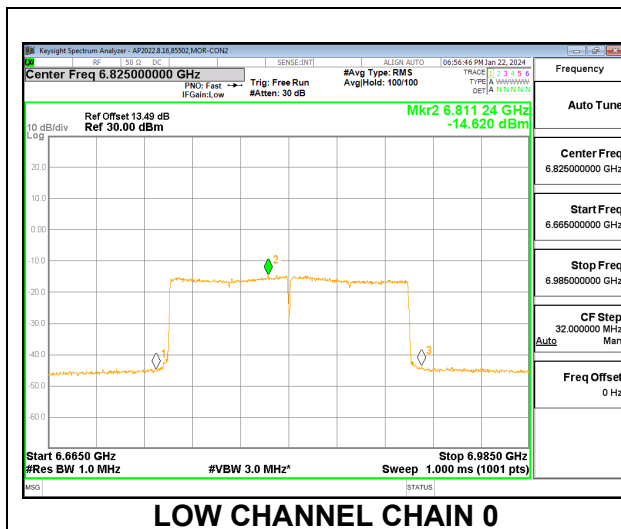 Keysight Spectrum Analyzer - AP2022.8.16,85502,MOR-CON2
RF 50 Ω DC SENSE:INT ALIGN AUTO 06:56:46 PM Jan 22, 2024
Center Freq 6.825000000 GHz
PNO: Fast
IFGain:Low
Trig: Free Run
#Atten: 30 dB
#Avg Type: RMS
Avg|Hold: 100/100
TRACE 1 2 3 4 5 6
TYPE A WWWWW
DET A N N N N N
Frequency
Mkr2 6.811 24 GHz
-14.620 dBm
Ref Offset 13.49 dB
10 dB/div Ref 30.00 dBm
Log
20.0
10.0
0.00
-10.0
-20.0
-30.0
-40.0
-50.0
-60.0
1
2
3
Start 6.6650 GHz Stop 6.9850 GHz
#Res BW 1.0 MHz #VBW 3.0 MHz* Sweep 1.000 ms (1001 pts)
MSG STATUS
Auto Tune
Center Freq
6.825000000 GHz
Start Freq
6.665000000 GHz
Stop Freq
6.985000000 GHz
CF Step
32.000000 MHz
Auto Man
Freq Offset
0 Hz
LOW CHANNEL CHAIN 0